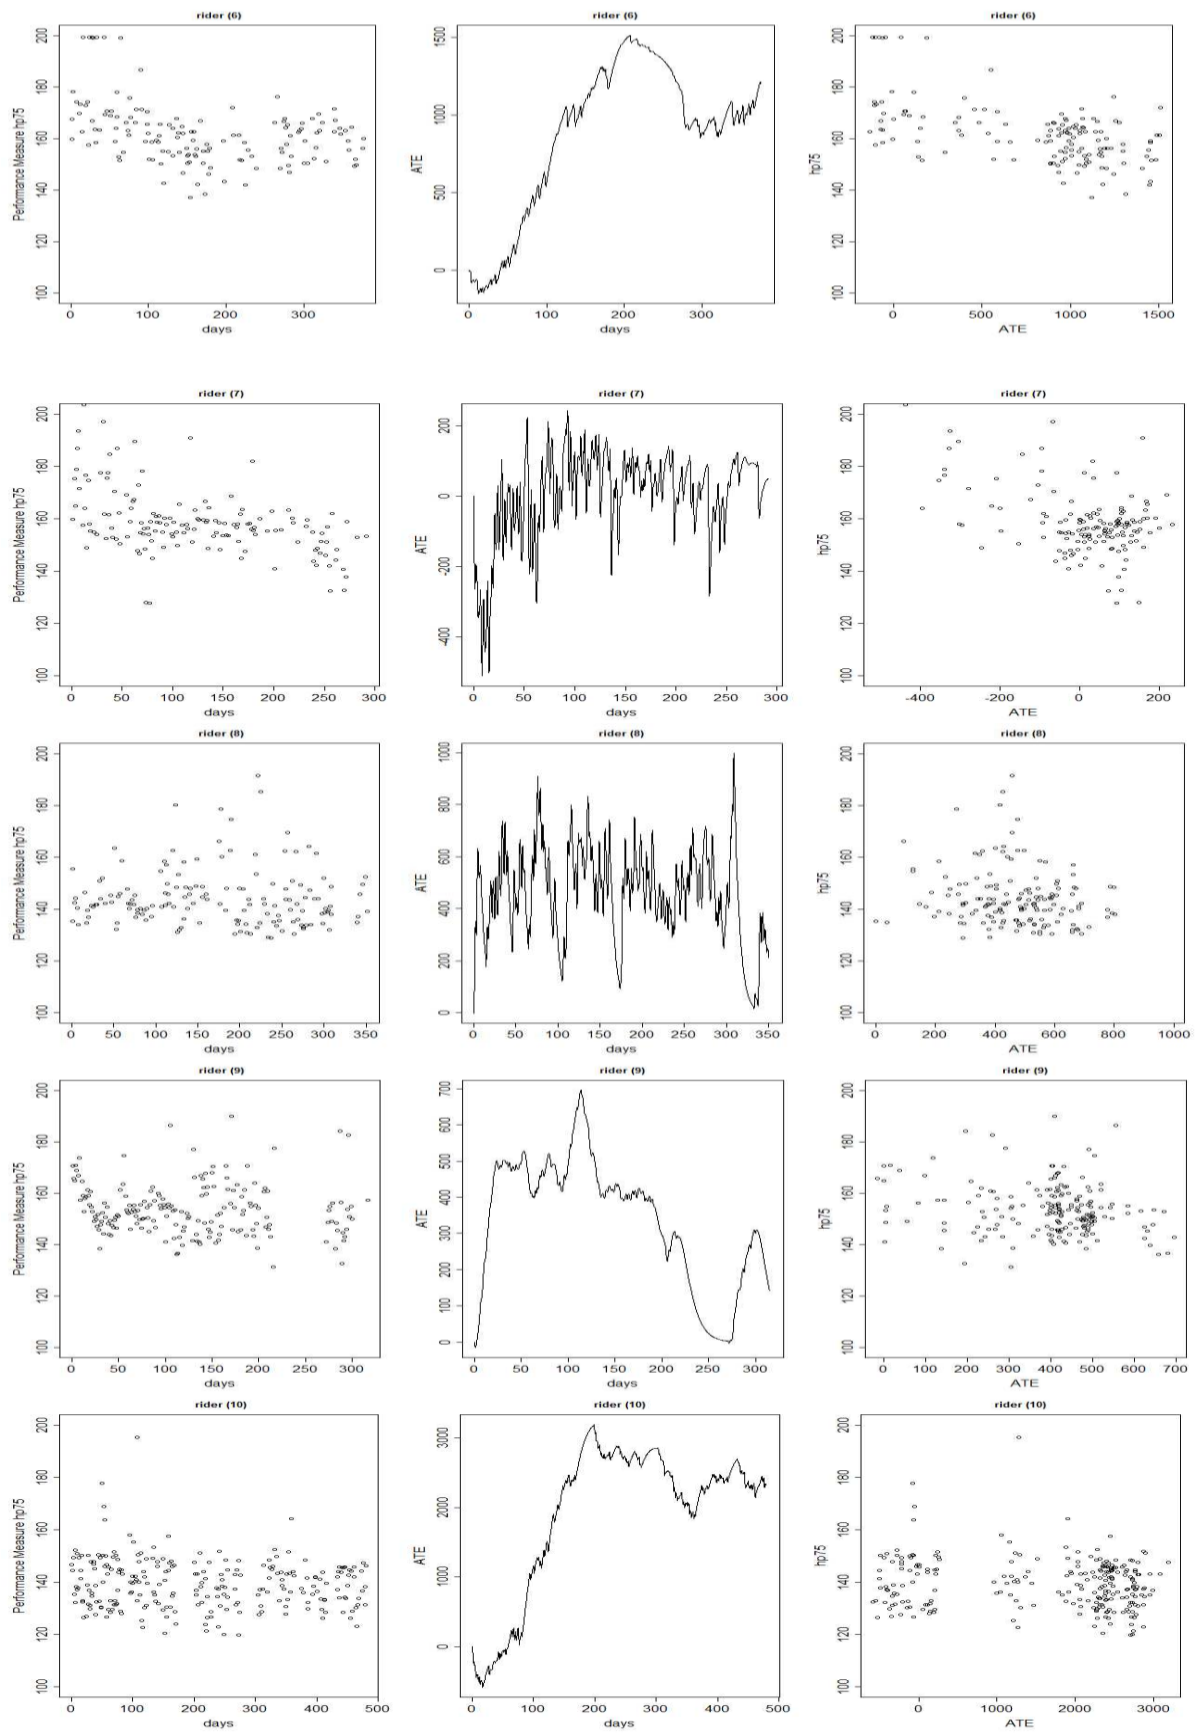 rider (6)
Performance Measure hp75
200
180
160
140
120
100
0 100 200 300
days
rider (6)
ATE
1500
1000
500
0
0 100 200 300
days
rider (6)
hp75
200
180
160
140
120
100
0 500 1000 1500
ATE
rider (7)
Performance Measure hp75
200
180
160
140
120
100
0 50 100 150 200 250 300
days
rider (7)
ATE
200
0
-200
-400
0 50 100 150 200 250 300
days
rider (7)
hp75
200
180
160
140
120
100
-400 -200 0 200
ATE
rider (8)
Performance Measure hp75
200
180
160
140
120
100
0 50 100 150 200 250 300 350
days
rider (8)
ATE
1000
800
600
400
200
0
0 50 100 150 200 250 300 350
days
rider (8)
hp75
200
180
160
140
120
100
0 200 400 600 800 1000
ATE
rider (9)
Performance Measure hp75
200
180
160
140
120
100
0 50 100 150 200 250 300
days
rider (9)
ATE
700
600
500
400
300
200
100
0
0 50 100 150 200 250 300
days
rider (9)
hp75
200
180
160
140
120
100
0 100 200 300 400 500 600 700
ATE
rider (10)
Performance Measure hp75
200
180
160
140
120
100
0 100 200 300 400 500
days
rider (10)
ATE
3000
2000
1000
0
0 100 200 300 400 500
days
rider (10)
hp75
200
180
160
140
120
100
0 1000 2000 3000
ATE